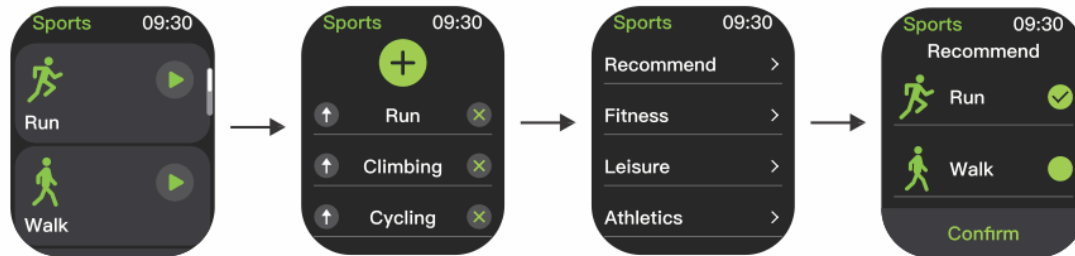 Sports 09:30
Run
Walk
Sports 09:30
Run
Climbing
Cycling
Sports 09:30
Recommend
Fitness
Leisure
Athletics
Sports 09:30
Recommend
Run
Walk
Confirm